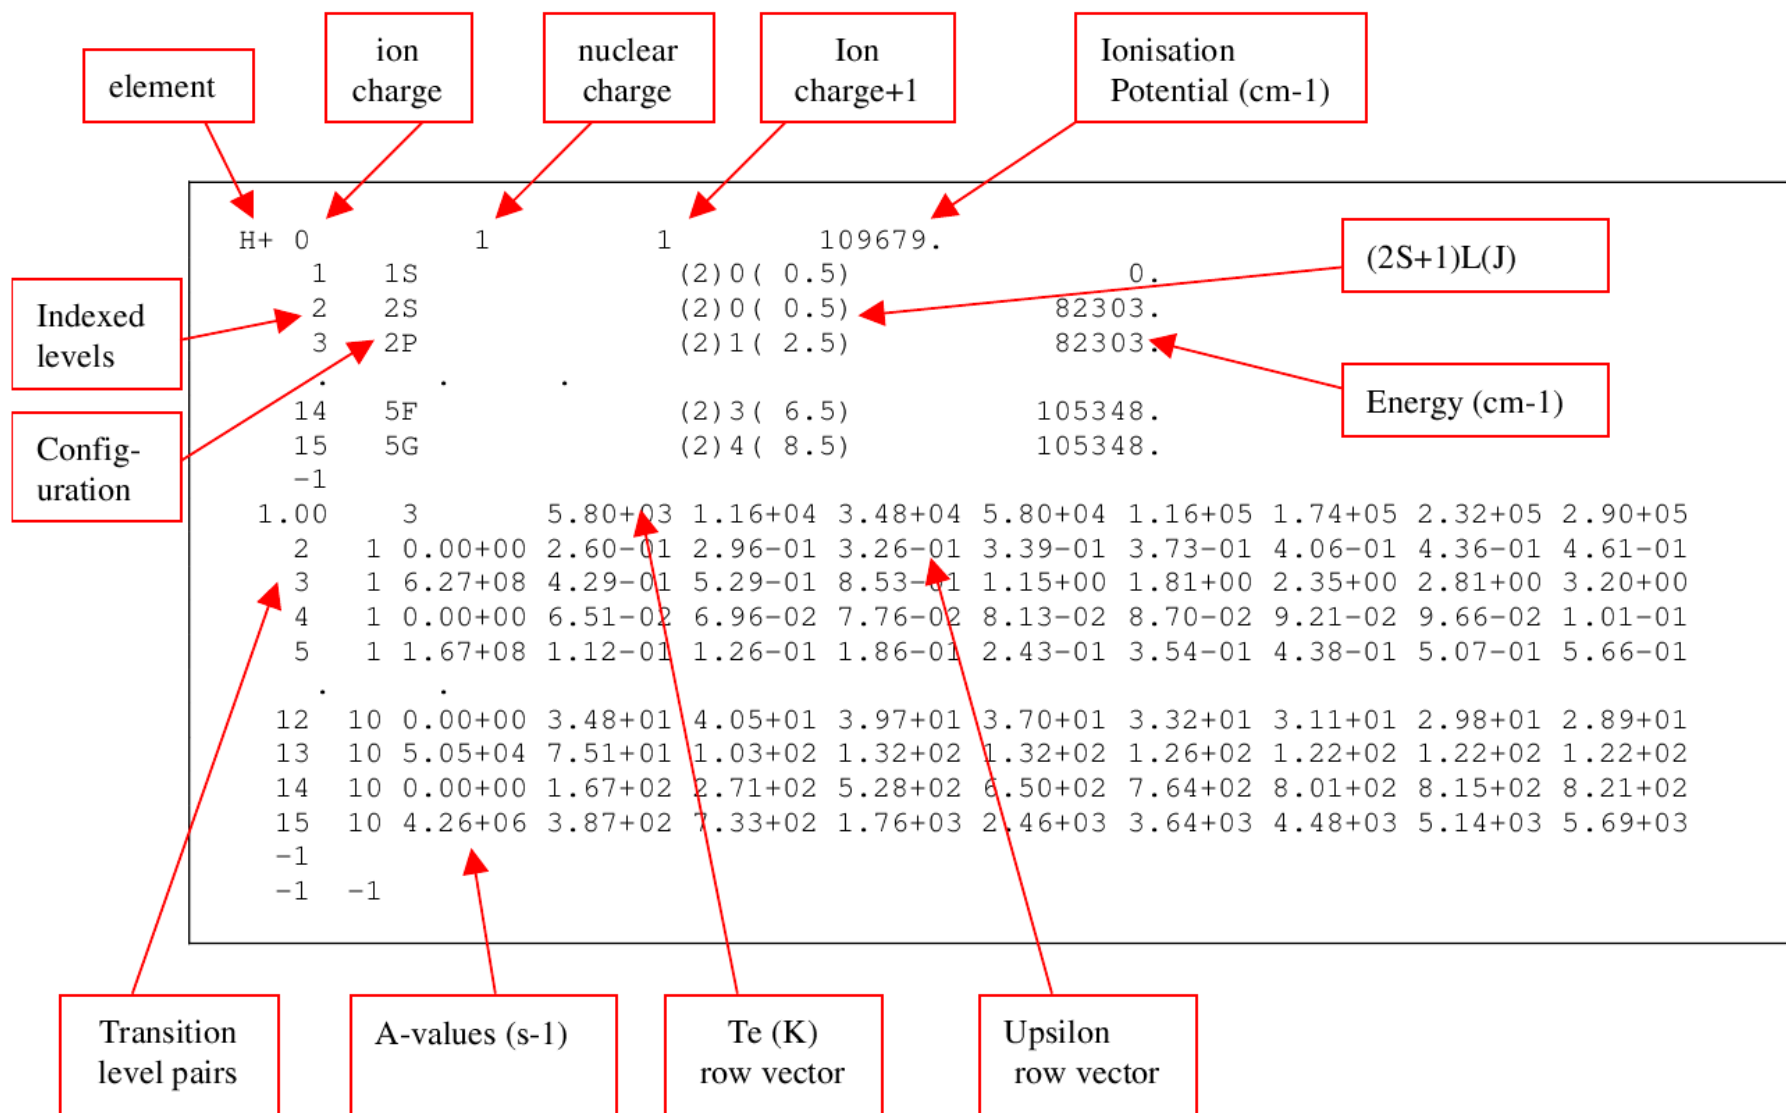 element
ion
charge
nuclear
charge
Ion
charge+1
Ionisation
Potential (cm-1)
H+ 0 1 1 109679.
1 1S (2)0( 0.5) 0.
2 2S (2)0( 0.5) 82303.
3 2P (2)1( 2.5) 82303.
. . .
14 5F (2)3( 6.5) 105348.
15 5G (2)4( 8.5) 105348.
-1
1.00 3 5.80+03 1.16+04 3.48+04 5.80+04 1.16+05 1.74+05 2.32+05 2.90+05
2 1 0.00+00 2.60-01 2.96-01 3.26-01 3.39-01 3.73-01 4.06-01 4.36-01 4.61-01
3 1 6.27+08 4.29-01 5.29-01 8.53-01 1.15+00 1.81+00 2.35+00 2.81+00 3.20+00
4 1 0.00+00 6.51-02 6.96-02 7.76-02 8.13-02 8.70-02 9.21-02 9.66-02 1.01-01
5 1 1.67+08 1.12-01 1.26-01 1.86-01 2.43-01 3.54-01 4.38-01 5.07-01 5.66-01
. .
12 10 0.00+00 3.48+01 4.05+01 3.97+01 3.70+01 3.32+01 3.11+01 2.98+01 2.89+01
13 10 5.05+04 7.51+01 1.03+02 1.32+02 1.32+02 1.26+02 1.22+02 1.22+02 1.22+02
14 10 0.00+00 1.67+02 2.71+02 5.28+02 6.50+02 7.64+02 8.01+02 8.15+02 8.21+02
15 10 4.26+06 3.87+02 7.33+02 1.76+03 2.46+03 3.64+03 4.48+03 5.14+03 5.69+03
-1
-1 -1
(2S+1)L(J)
Energy (cm-1)
Indexed
levels
Config-
uration
Transition
level pairs
A-values (s-1)
Te (K)
row vector
Upsilon
row vector